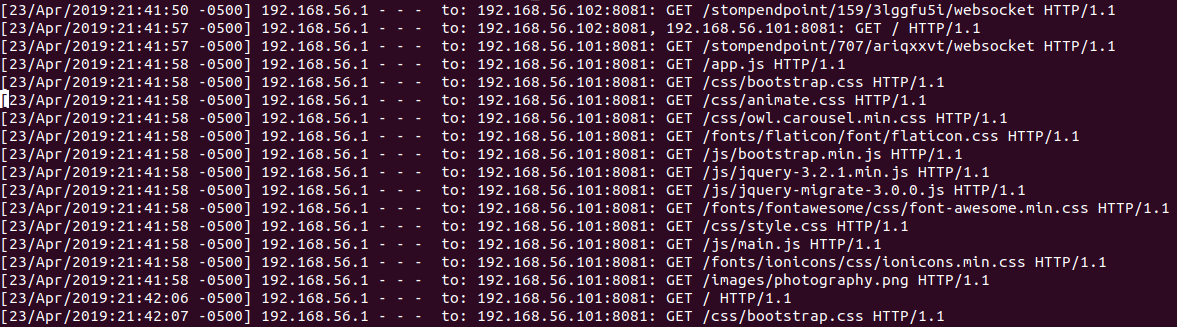 [23/Apr/2019:21:41:50 -0500] 192.168.56.1 - - -  to: 192.168.56.102:8081: GET /stompendpoint/159/3lggfu5i/websocket HTTP/1.1
[23/Apr/2019:21:41:57 -0500] 192.168.56.1 - - -  to: 192.168.56.102:8081, 192.168.56.101:8081: GET / HTTP/1.1
[23/Apr/2019:21:41:57 -0500] 192.168.56.1 - - -  to: 192.168.56.101:8081: GET /stompendpoint/707/ariqxxvt/websocket HTTP/1.1
[23/Apr/2019:21:41:58 -0500] 192.168.56.1 - - -  to: 192.168.56.101:8081: GET /app.js HTTP/1.1
[23/Apr/2019:21:41:58 -0500] 192.168.56.1 - - -  to: 192.168.56.101:8081: GET /css/bootstrap.css HTTP/1.1
[23/Apr/2019:21:41:58 -0500] 192.168.56.1 - - -  to: 192.168.56.101:8081: GET /css/animate.css HTTP/1.1
[23/Apr/2019:21:41:58 -0500] 192.168.56.1 - - -  to: 192.168.56.101:8081: GET /css/owl.carousel.min.css HTTP/1.1
[23/Apr/2019:21:41:58 -0500] 192.168.56.1 - - -  to: 192.168.56.101:8081: GET /fonts/flaticon/font/flaticon.css HTTP/1.1
[23/Apr/2019:21:41:58 -0500] 192.168.56.1 - - -  to: 192.168.56.101:8081: GET /js/bootstrap.min.js HTTP/1.1
[23/Apr/2019:21:41:58 -0500] 192.168.56.1 - - -  to: 192.168.56.101:8081: GET /js/jquery-3.2.1.min.js HTTP/1.1
[23/Apr/2019:21:41:58 -0500] 192.168.56.1 - - -  to: 192.168.56.101:8081: GET /js/jquery-migrate-3.0.0.js HTTP/1.1
[23/Apr/2019:21:41:58 -0500] 192.168.56.1 - - -  to: 192.168.56.101:8081: GET /fonts/fontawesome/css/font-awesome.min.css HTTP/1.1
[23/Apr/2019:21:41:58 -0500] 192.168.56.1 - - -  to: 192.168.56.101:8081: GET /css/style.css HTTP/1.1
[23/Apr/2019:21:41:58 -0500] 192.168.56.1 - - -  to: 192.168.56.101:8081: GET /js/main.js HTTP/1.1
[23/Apr/2019:21:41:58 -0500] 192.168.56.1 - - -  to: 192.168.56.101:8081: GET /fonts/ionicons/css/ionicons.min.css HTTP/1.1
[23/Apr/2019:21:41:58 -0500] 192.168.56.1 - - -  to: 192.168.56.101:8081: GET /images/photography.png HTTP/1.1
[23/Apr/2019:21:42:06 -0500] 192.168.56.1 - - -  to: 192.168.56.101:8081: GET / HTTP/1.1
[23/Apr/2019:21:42:07 -0500] 192.168.56.1 - - -  to: 192.168.56.101:8081: GET /css/bootstrap.css HTTP/1.1